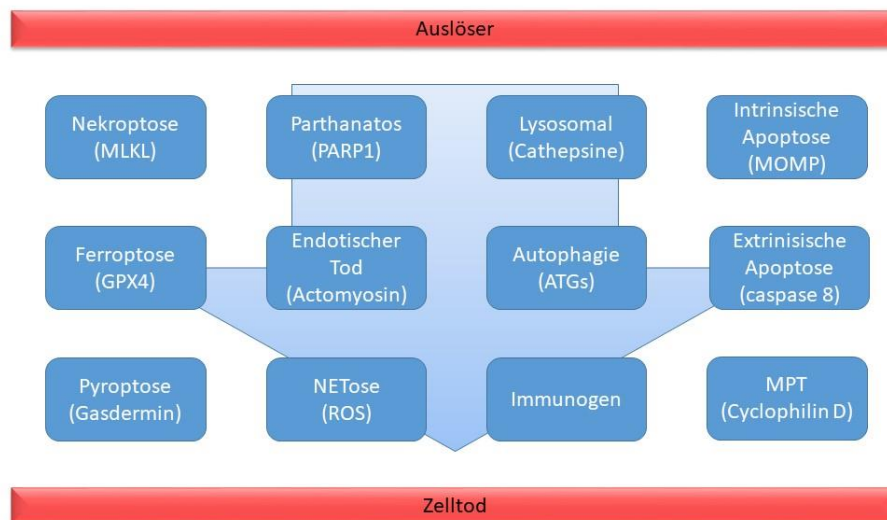 Auslöser
Nekroptose
(MLKL)
Parthanatos
(PARP1)
Lysosomal
(Cathepsine)
Intrinsische
Apoptose
(MOMP)
Ferroptose
(GPX4)
Endotischer
Tod
(Actomyosin)
Autophagie
(ATGs)
Extrinisische
Apoptose
(caspase 8)
Pyroptose
(Gasdermin)
NETose
(ROS)
Immunogen
MPT
(Cyclophilin D)
Zelltod